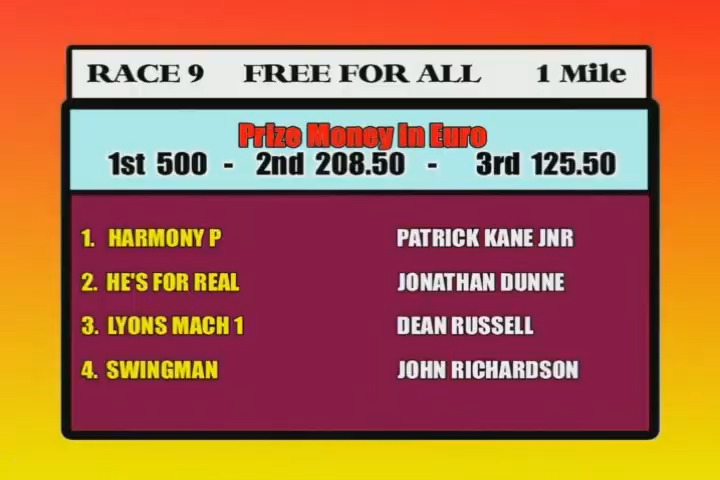 RACE 9 FREE FOR ALL 1 Mile
Prize Money In Euro
1st 500 - 2nd 208.50 - 3rd 125.50
1. HARMONY P PATRICK KANE JNR
2. HE'S FOR REAL JONATHAN DUNNE
3. LYONS MACH 1 DEAN RUSSELL
4. SWINGMAN JOHN RICHARDSON